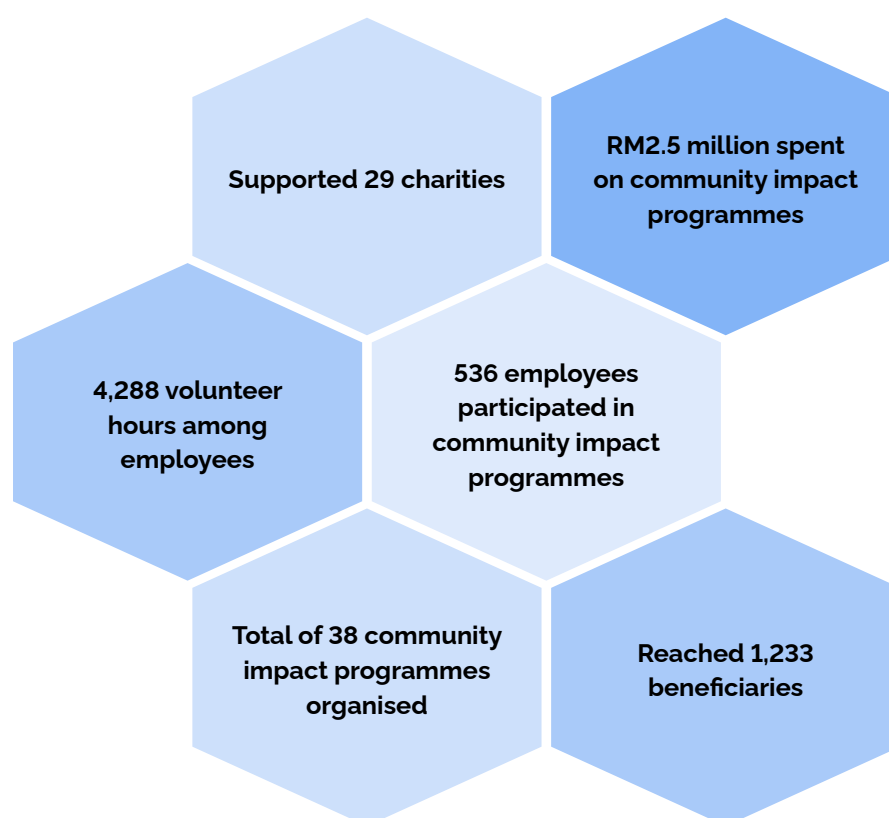 Supported 29 charities
RM2.5 million spent
on community impact
programmes
4,288 volunteer
hours among
employees
536 employees
participated in
community impact
programmes
Total of 38 community
impact programmes
organised
Reached 1,233
beneficiaries